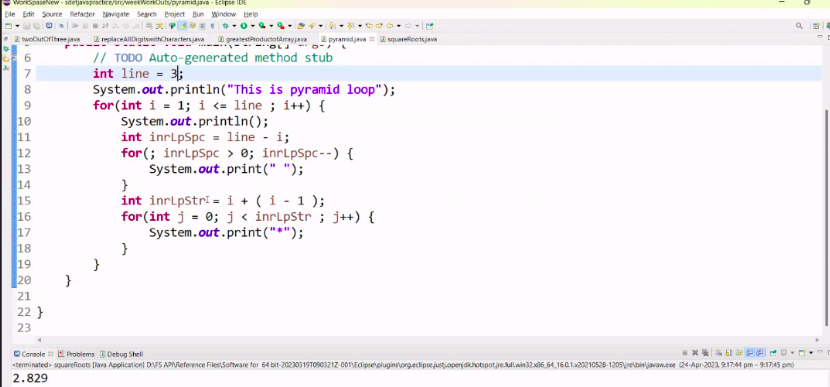 WorkSpaseNew - sdetjavapractice/src/weekWorkOuts/pyramid.java - Eclipse IDE
File Edit Source Refactor Navigate Search Project Run Window Help
twoOutOfThree.java replaceAllDigitswithCharacters.java greatestProductofArray.java pyramid.java squareRoots.java
6 // TODO Auto-generated method stub
7 int line = 3;
8 System.out.println("This is pyramid loop");
9 for(int i = 1; i <= line ; i++) {
10 System.out.println();
11 int inrLpSpc = line - i;
12 for(; inrLpSpc > 0; inrLpSpc--) {
13 System.out.print(" ");
14 }
15 int inrLpStr = i + ( i - 1 );
16 for(int j = 0; j < inrLpStr ; j++) {
17 System.out.print("*");
18 }
19 }
20 }
21
22 }
23
Console Problems Debug Shell
<terminated> squareRoots [Java Application] D:\FS API\Reference Files\Software for 64 bit-20230319T090321Z-001\Eclipse\plugins\org.eclipse.justj.openjdk.hotspot.jre.full.win32.x86_64_16.0.1.v20210528-1205\jre\bin\javaw.exe (24-Apr-2023, 9:17:44 pm – 9:17:45 pm)
2.829